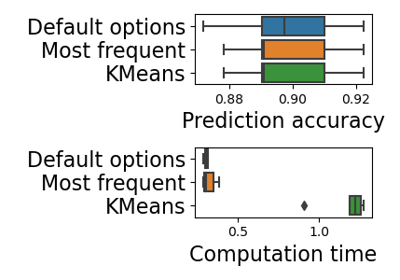 Default options
Most frequent
KMeans
0.88 0.90 0.92
Prediction accuracy
Default options
Most frequent
KMeans
0.5 1.0
Computation time